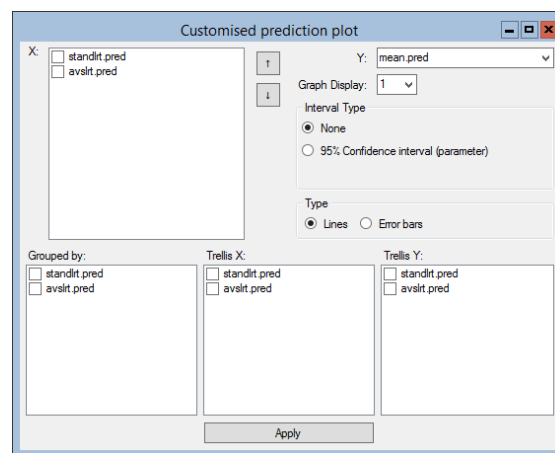 Customised prediction plot
X:
standlrt.pred
avslrt.pred
↑
↓
Y: mean.pred
Graph Display: 1
Interval Type
None
95% Confidence interval (parameter)
Type
Lines Error bars
Grouped by: Trellis X: Trellis Y:
standlrt.pred standlrt.pred standlrt.pred
avslrt.pred avslrt.pred avslrt.pred
Apply